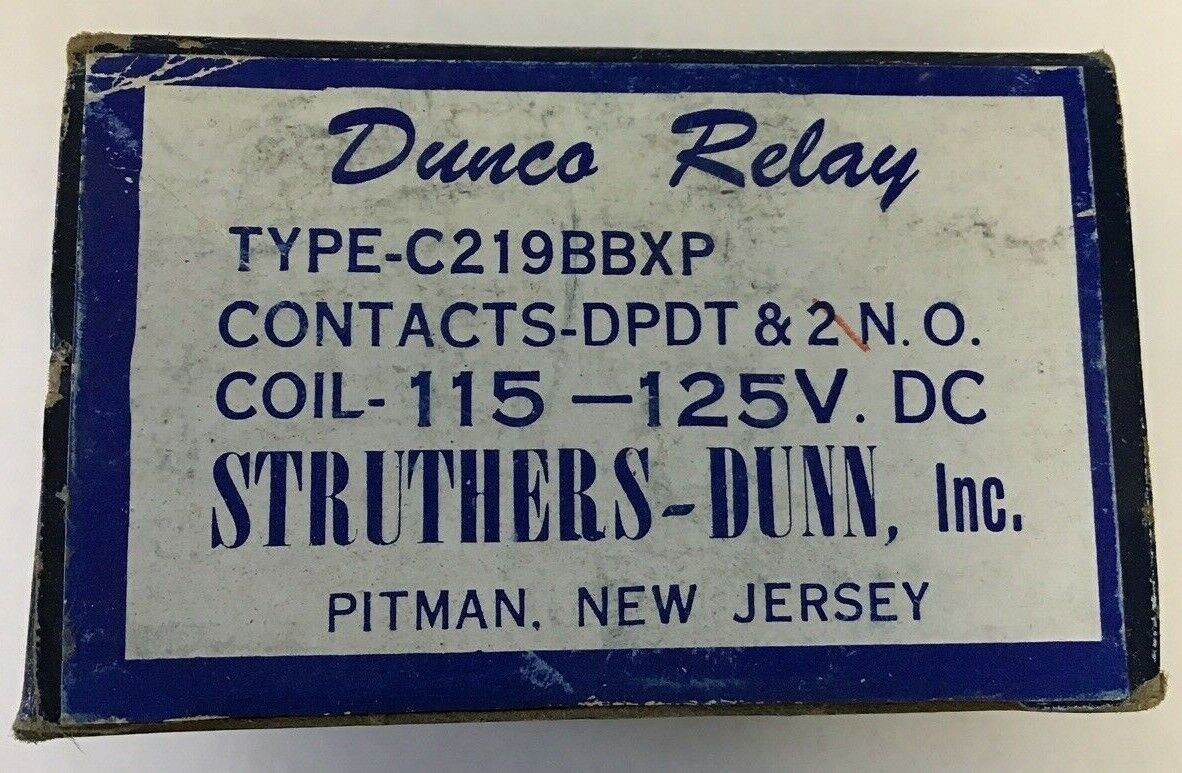 Dunco Relay
TYPE-C219BBXP
CONTACTS-DPDT & 2 N. O.
COIL- 115 - 125V. DC
STRUTHERS-DUNN, Inc.
PITMAN, NEW JERSEY